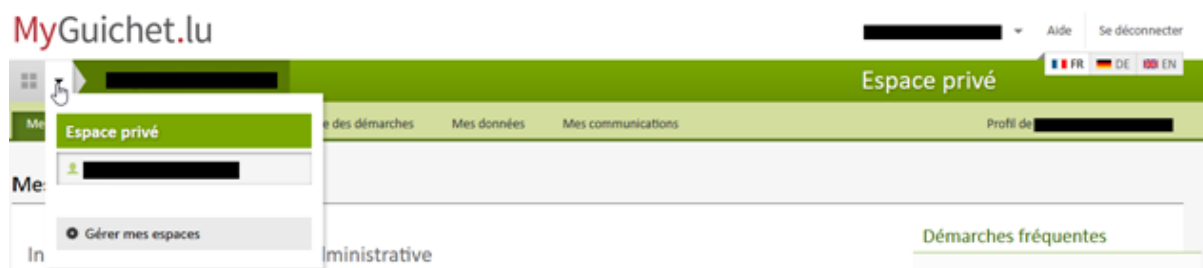 MyGuichet.lu
Aide Se déconnecter
FR DE EN
Espace privé
Me
Espace privé
e des démarches Mes données Mes communications Profil de
Mes
Gérer mes espaces
Démarches fréquentes
In ministrative